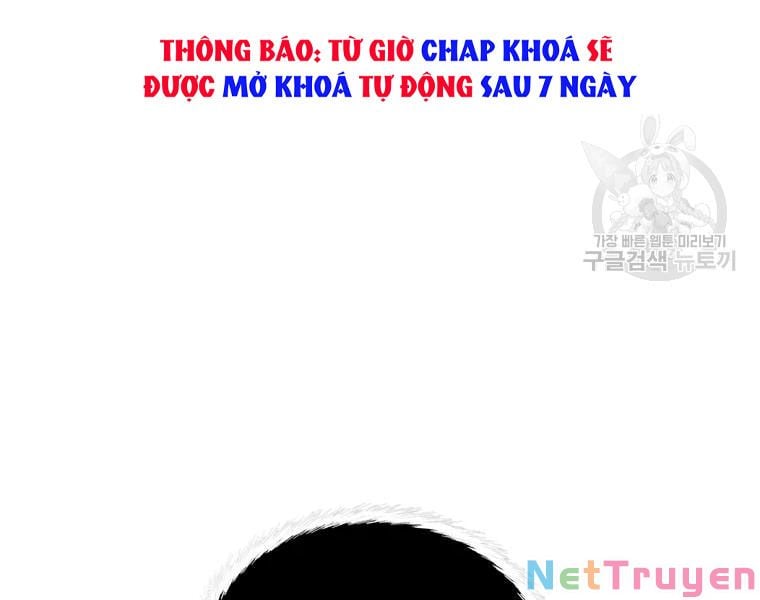 THÔNG BÁO: TỪ GIỜ CHAP KHOÁ SẼ
ĐƯỢC MỞ KHOÁ TỰ ĐỘNG SAU 7 NGÀY
가장 빠른 웹툰 미리보기
구글검색 뉴토끼
NetTruyen